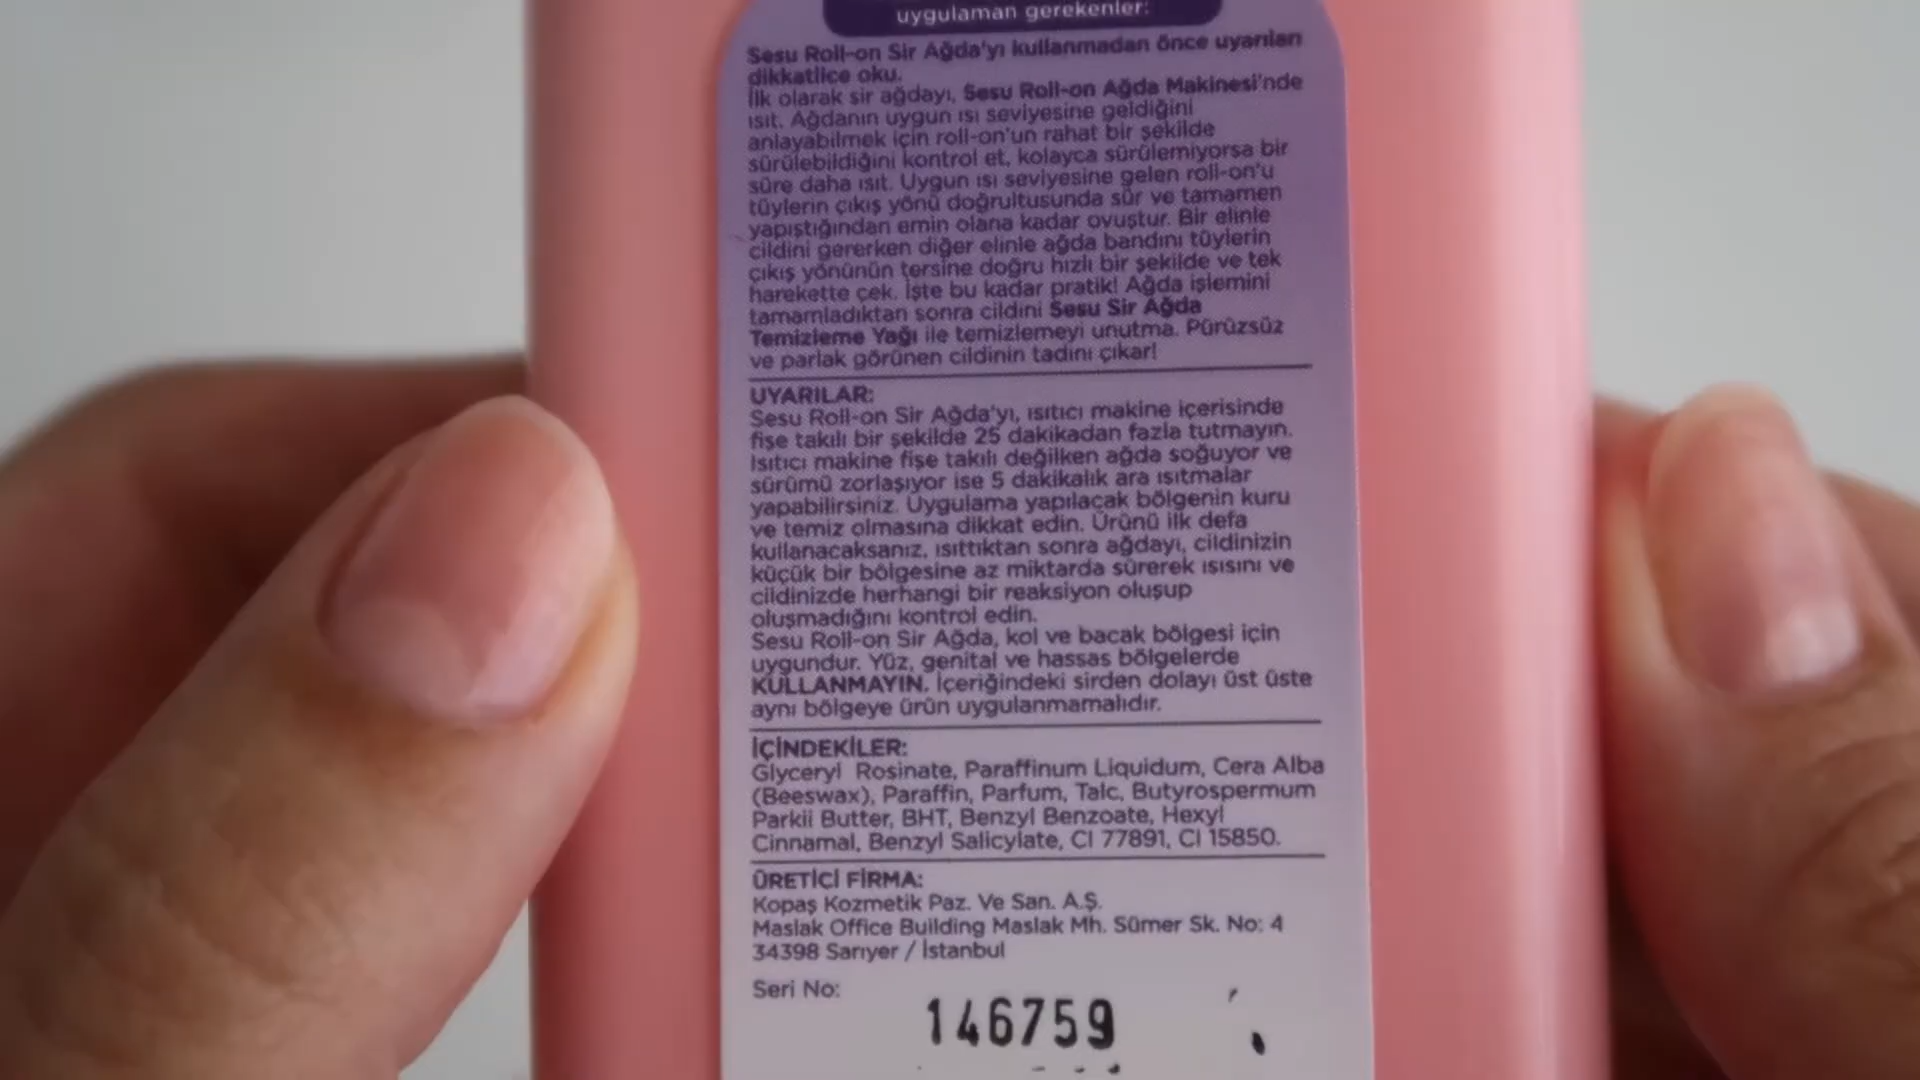 uygulaman gerekenler:
Sesu Roll-on Sir Ağda'yı kullanmadan önce uyarıları
dikkatlice oku.
İlk olarak sir ağdayı, Sesu Roll-on Ağda Makinesi'nde
ısıt. Ağdanın uygun ısı seviyesine geldiğini
anlayabilmek için roll-on'un rahat bir şekilde
sürülebildiğini kontrol et, kolayca sürülemiyorsa bir
süre daha ısıt. Uygun ısı seviyesine gelen roll-on'u
tüylerin çıkış yönü doğrultusunda sür ve tamamen
yapıştığından emin olana kadar ovuştur. Bir elinle
cildini gererken diğer elinle ağda bandını tüylerin
çıkış yönünün tersine doğru hızlı bir şekilde ve tek
harekette çek. İşte bu kadar pratik! Ağda işlemini
tamamladıktan sonra cildini Sesu Sir Ağda
Temizleme Yağı ile temizlemeyi unutma. Pürüzsüz
ve parlak görünen cildinin tadını çıkar!
UYARILAR:
Sesu Roll-on Sir Ağda'yı, ısıtıcı makine içerisinde
fişe takılı bir şekilde 25 dakikadan fazla tutmayın.
Isıtıcı makine fişe takılı değilken ağda soğuyor ve
sürümü zorlaşıyor ise 5 dakikalık ara ısıtmalar
yapabilirsiniz. Uygulama yapılaçak bölgenin kuru
ve temiz olmasına dikkat edin. Ürünü ilk defa
kullanacaksanız, ısıttıktan sonra ağdayı, cildinizin
küçük bir bölgesine az miktarda sürerek ısısını ve
cildinizde herhangi bir reaksiyon oluşup
oluşmadığını kontrol edin.
Sesu Roll-on Sir Ağda, kol ve bacak bölgesi için
uygundur. Yüz, genital ve hassas bölgelerde
KULLANMAYIN. İçeriğindeki sirden dolayı üst üste
aynı bölgeye ürün uygulanmamalıdır.
İÇİNDEKİLER:
Glyceryl Rosinate, Paraffinum Liquidum, Cera Alba
(Beeswax), Paraffin, Parfum, Talc, Butyrospermum
Parkii Butter, BHT, Benzyl Benzoate, Hexyl
Cinnamal, Benzyl Salicylate, CI 77891, CI 15850.
ÜRETİCİ FİRMA:
Kopaş Kozmetik Paz. Ve San. A.Ş.
Maslak Office Building Maslak Mh. Sümer Sk. No: 4
34398 Sarıyer / İstanbul
Seri No:
146759